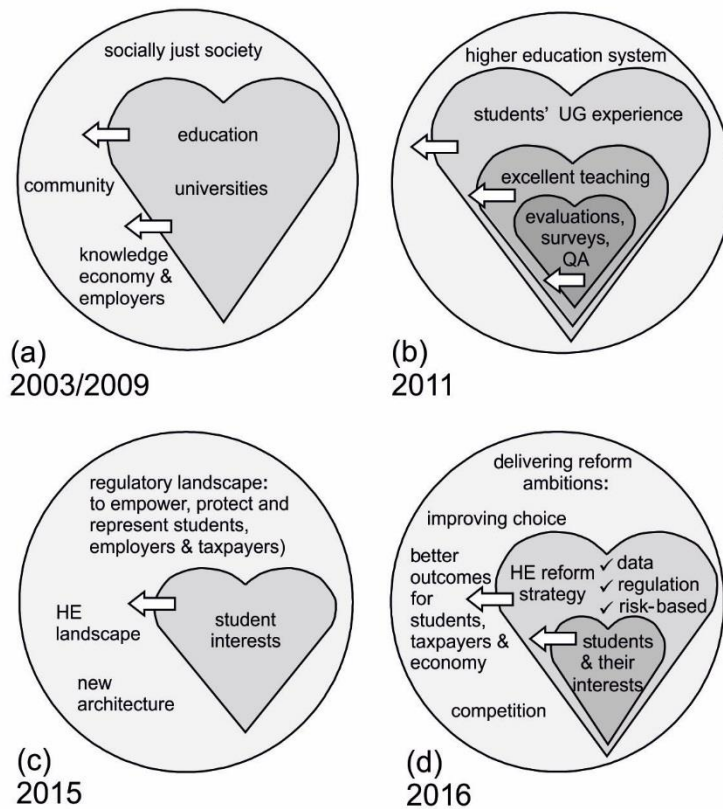 socially just society
education
community
universities
knowledge
economy &
employers
(a)
2003/2009
higher education system
students' UG experience
excellent teaching
evaluations,
surveys,
QA
(b)
2011
regulatory landscape:
to empower, protect and
represent students,
employers & taxpayers)
HE
landscape
student
interests
new
architecture
(c)
2015
delivering reform
ambitions:
improving choice
better
outcomes
for
students,
taxpayers &
economy
HE reform
strategy
✓ data
✓ regulation
✓ risk-based
students
& their
interests
competition
(d)
2016